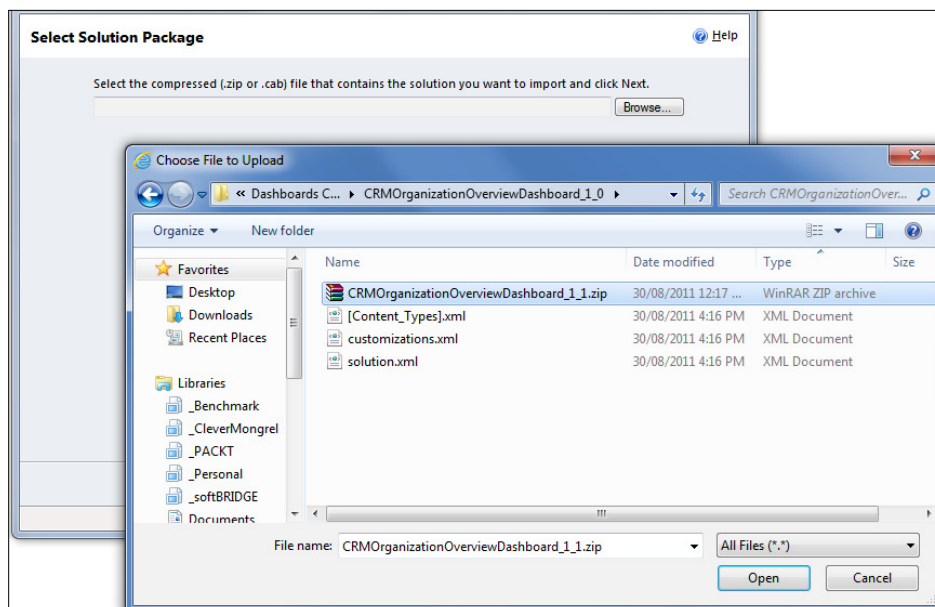 Select Solution Package
Help
Select the compressed (.zip or .cab) file that contains the solution you want to import and click Next.
Browse...
Choose File to Upload
« Dashboards C... ▸ CRMOrganizationOverviewDashboard_1_0 ▸
Search CRMOrganizationOver...
Organize New folder
Favorites
Desktop
Downloads
Recent Places
Libraries
_Benchmark
_CleverMongrel
_PACKT
_Personal
_softBRIDGE
Documents
Name Date modified Type Size
CRMOrganizationOverviewDashboard_1_1.zip 30/08/2011 12:17 ... WinRAR ZIP archive
[Content_Types].xml 30/08/2011 4:16 PM XML Document
customizations.xml 30/08/2011 4:16 PM XML Document
solution.xml 30/08/2011 4:16 PM XML Document
File name: CRMOrganizationOverviewDashboard_1_1.zip All Files (*.*)
Open Cancel